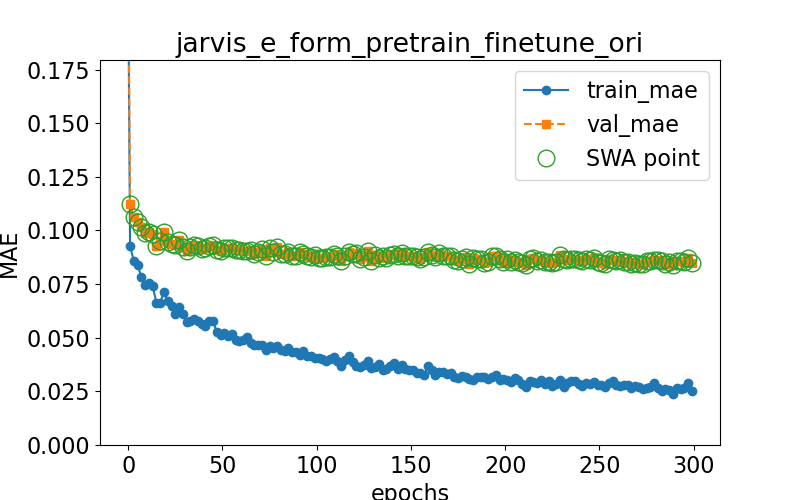 jarvis_e_form_pretrain_finetune_ori
train_mae
val_mae
SWA point
MAE
0.175
0.150
0.125
0.100
0.075
0.050
0.025
0.000
0 50 100 150 200 250 300
epochs